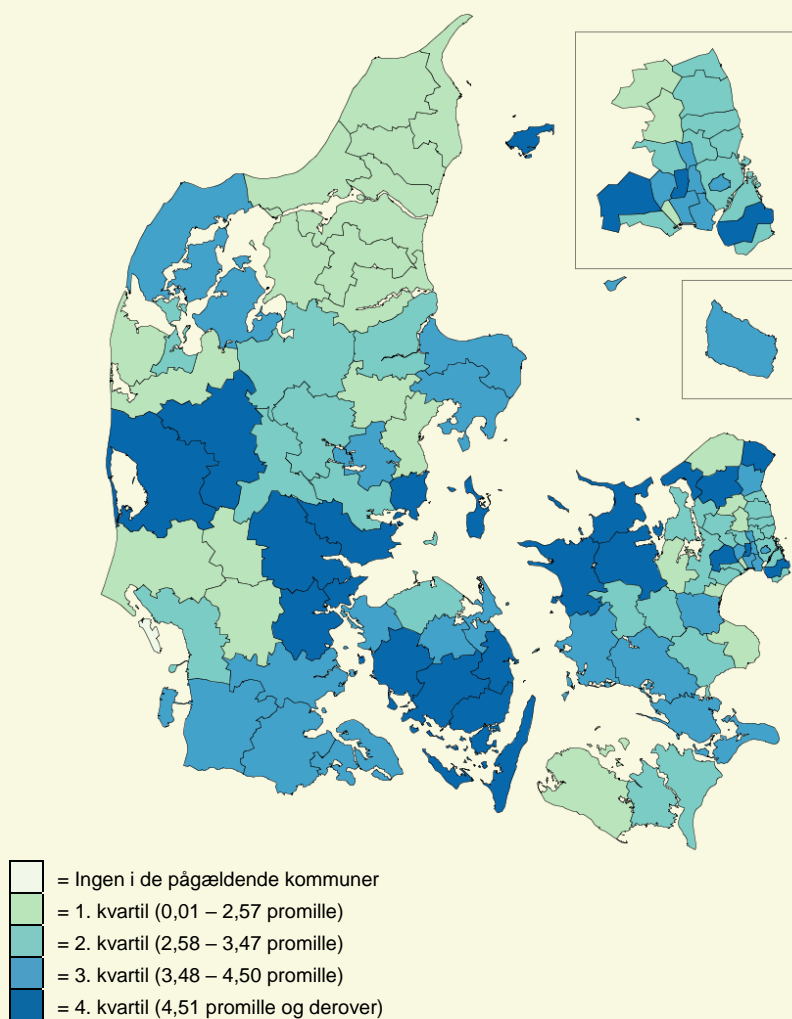 = Ingen i de pågældende kommuner
= 1. kvartil (0,01 – 2,57 promille)
= 2. kvartil (2,58 – 3,47 promille)
= 3. kvartil (3,48 – 4,50 promille)
= 4. kvartil (4,51 promille og derover)